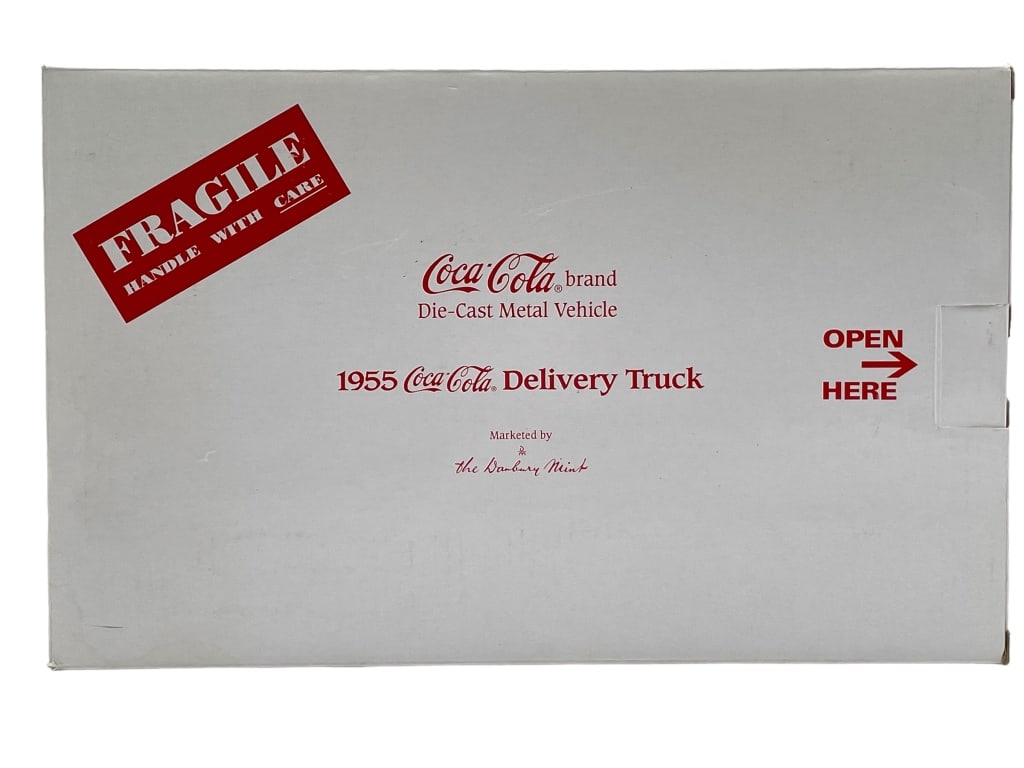 FRAGILE
HANDLE WITH CARE
Coca-Cola® brand
Die-Cast Metal Vehicle
1955 Coca-Cola® Delivery Truck
Marketed by
the Danbury Mint
OPEN
HERE